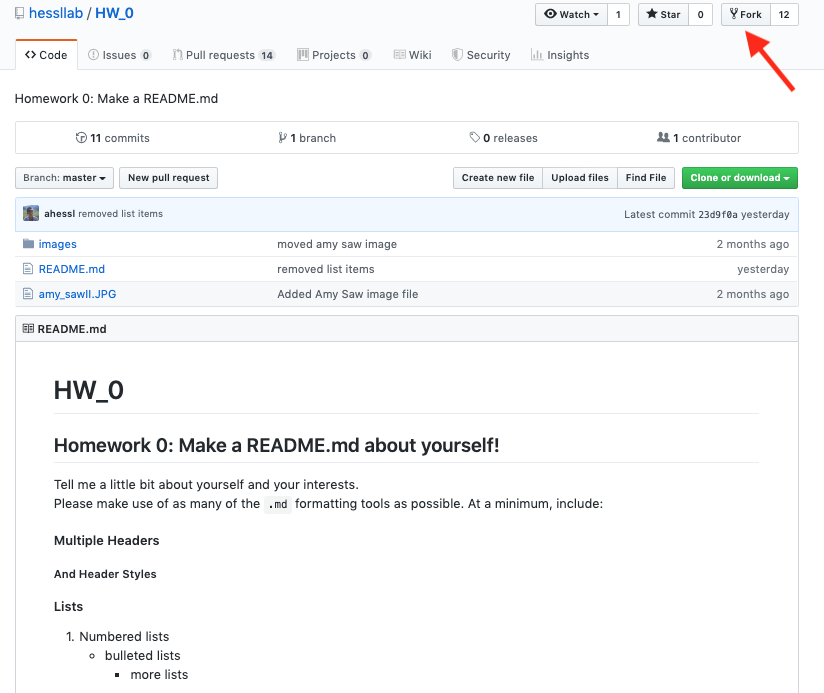 hessllab / HW_0
Watch 1 Star 0 Fork 12
Code Issues 0 Pull requests 14 Projects 0 Wiki Security Insights
Homework 0: Make a README.md
11 commits 1 branch 0 releases 1 contributor
Branch: master New pull request Create new file Upload files Find File Clone or download
ahessl removed list items Latest commit 23d9f0a yesterday
images moved amy saw image 2 months ago
README.md removed list items yesterday
amy_sawII.JPG Added Amy Saw image file 2 months ago
README.md
HW_0
Homework 0: Make a README.md about yourself!
Tell me a little bit about yourself and your interests.
Please make use of as many of the .md formatting tools as possible. At a minimum, include:
Multiple Headers
And Header Styles
Lists
1. Numbered lists
bulleted lists
more lists